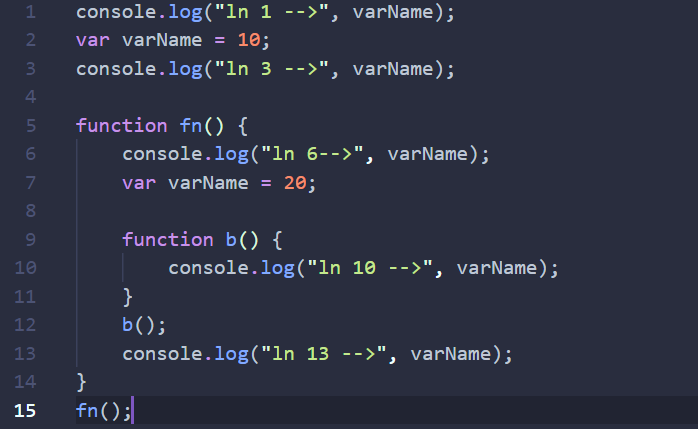 1 console.log("ln 1 -->", varName);
2 var varName = 10;
3 console.log("ln 3 -->", varName);
4
5 function fn() {
6 console.log("ln 6-->", varName);
7 var varName = 20;
8
9 function b() {
10 console.log("ln 10 -->", varName);
11 }
12 b();
13 console.log("ln 13 -->", varName);
14 }
15 fn();